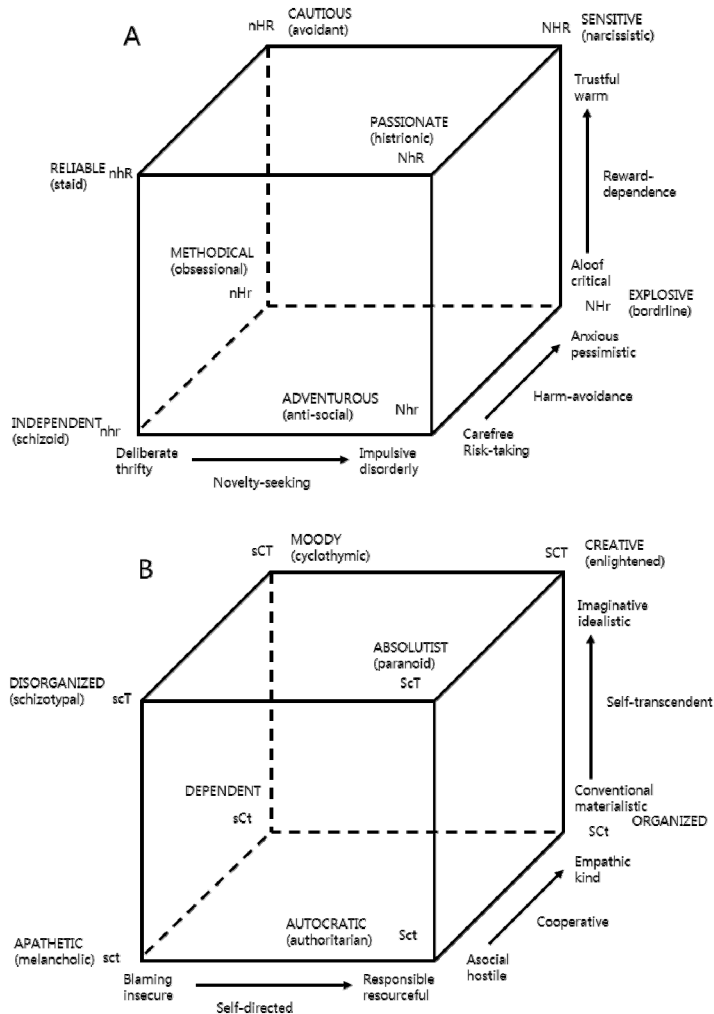 A
nHR
CAUTIOUS
(avoidant)
NHR
SENSITIVE
(narcissistic)
Trustful
warm
PASSIONATE
(histrionic)
NhR
RELIABLE
(staid)
nhR
Reward-
dependence
METHODICAL
(obsessional)
nHr
Aloof
critical
NHr
EXPLOSIVE
(bordrline)
Anxious
pessimistic
Harm-avoidance
ADVENTUROUS
(anti-social)
Nhr
INDEPENDENT
(schizoid)
nhr
Carefree
Risk-taking
Deliberate
thrifty
Impulsive
disorderly
Novelty-seeking
B
sCT
MOODY
(cyclothymic)
SCT
CREATIVE
(enlightened)
Imaginative
idealistic
ABSOLUTIST
(paranoid)
ScT
DISORGANIZED
(schizotypal)
scT
Self-transcendent
DEPENDENT
sCt
Conventional
materialistic
SCt
ORGANIZED
Empathic
kind
Cooperative
AUTOCRATIC
(authoritarian)
Sct
APATHETIC
(melancholic)
sct
Asocial
hostile
Blaming
insecure
Responsible
resourceful
Self-directed